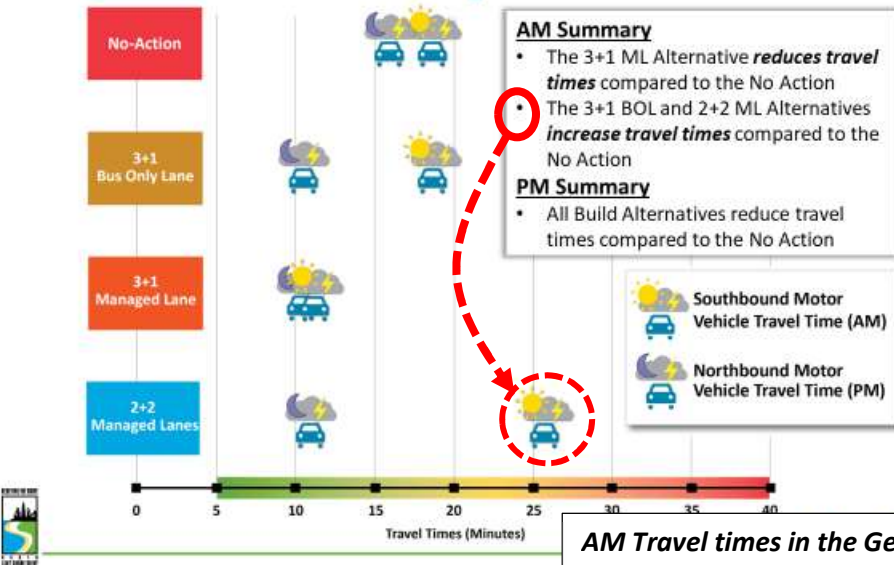 No-Action
3+1
Bus Only Lane
3+1
Managed Lane
2+2
Managed Lanes
AM Summary
• The 3+1 ML Alternative reduces travel
times compared to the No Action
• The 3+1 BOL and 2+2 ML Alternatives
increase travel times compared to the
No Action
PM Summary
• All Build Alternatives reduce travel
times compared to the No Action
Southbound Motor
Vehicle Travel Time (AM)
Northbound Motor
Vehicle Travel Time (PM)
0 5 10 15 20 25 30 35 40
Travel Times (Minutes)
AM Travel times in the Ge